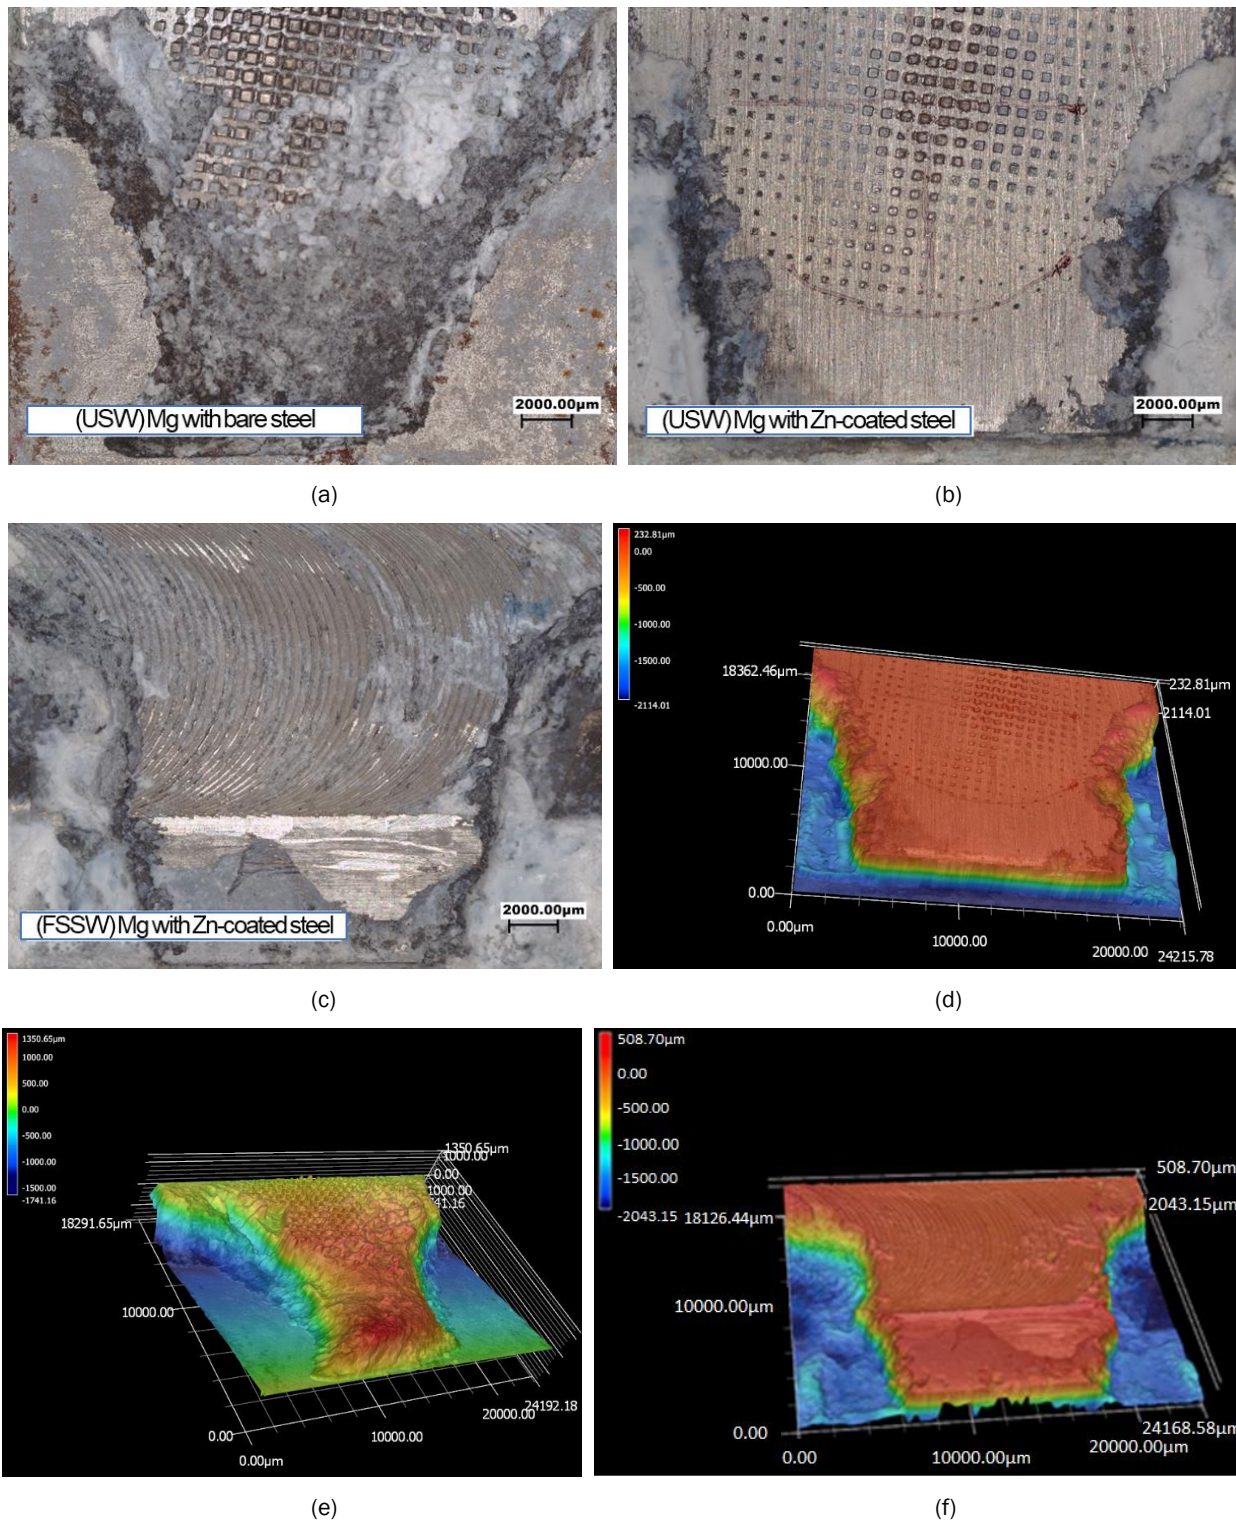 2000.00μm
(USW) Mg with bare steel
(a)
2000.00μm
(USW) Mg with Zn-coated steel
(b)
2000.00μm
(FSSW) Mg with Zn-coated steel
(c)
232.81μm
0.00
-500.00
-1000.00
-1500.00
-2114.01
18362.46μm
232.81μm
-2114.01
10000.00
0.00
0.00μm
10000.00
20000.00
24215.78
(d)
1350.65μm
1000.00
500.00
0.00
-500.00
-1000.00
-1500.00
-1741.16
1350.65μm
1000.00
0.00
1000.00
741.16
18291.65μm
10000.00
0.00
0.00μm
10000.00
20000.00
24192.18
(e)
508.70μm
0.00
-500.00
-1000.00
-1500.00
-2043.15
18126.44μm
508.70μm
2043.15μm
10000.00μm
0.00
0.00
10000.00μm
20000.00μm
24168.58μm
(f)